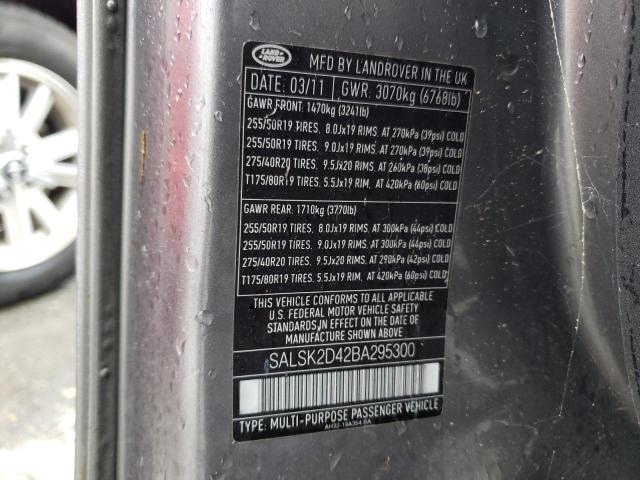 LAND ROVER
MFD BY LANDROVER IN THE UK
DATE: 03/11 GWR. 3070kg (6768lb)
GAWR FRONT: 1470kg (3241lb)
255/50R19 TIRES, 8.0Jx19 RIMS, AT 270kPa (39psi) COLD
255/50R19 TIRES, 9.0Jx19 RIMS, AT 270kPa (39psi) COLD
275/40R20 TIRES, 9.5Jx20 RIMS, AT 260kPa (38psi) COLD
T175/80R19 TIRES, 5.5Jx19 RIM, AT 420kPa (60psi) COLD
GAWR REAR: 1710kg (3770lb)
255/50R19 TIRES, 8.0Jx19 RIMS, AT 300kPa (44psi) COLD
255/50R19 TIRES, 9.0Jx19 RIMS, AT 300kPa (44psi) COLD
275/40R20 TIRES, 9.5Jx20 RIMS, AT 290kPa (42psi) COLD
T175/80R19 TIRES, 5.5Jx19 RIM, AT 420kPa (60psi) COLD
THIS VEHICLE CONFORMS TO ALL APPLICABLE
U.S. FEDERAL MOTOR VEHICLE SAFETY
STANDARDS IN EFFECT ON THE DATE OF
MANUFACTURE SHOWN ABOVE.
SALSK2D42BA295300
TYPE: MULTI-PURPOSE PASSENGER VEHICLE